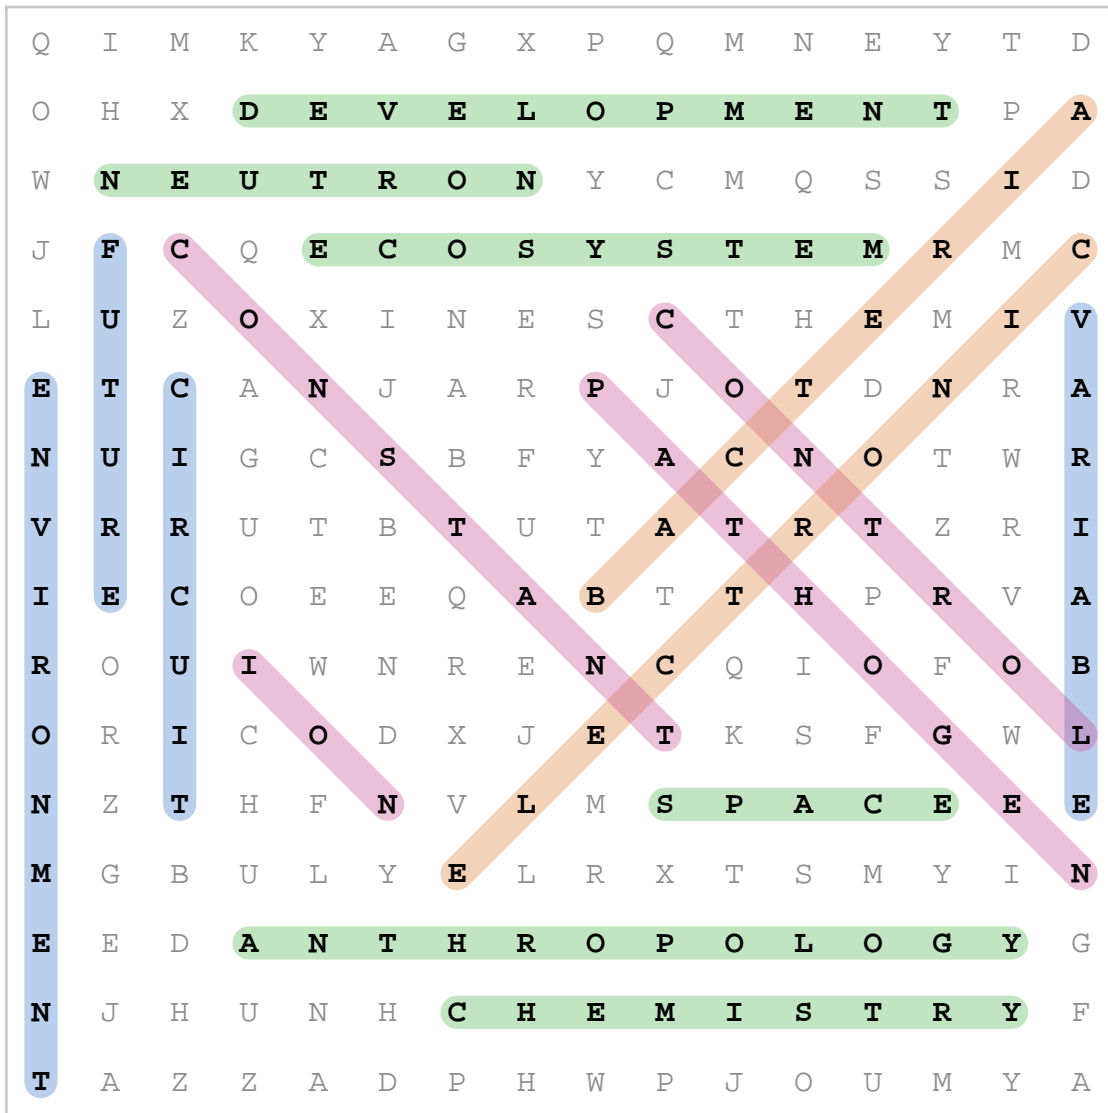 Q I M K Y A G X P Q M N E Y T D
O H X D E V E L O P M E N T P A
W N E U T R O N Y C M Q S S I D
J F C Q E C O S Y S T E M R M C
L U Z O X I N E S C T H E M I V
E T C A N J A R P J O T D N R A
N U I G C S B F Y A C N O T W R
V R R U T B T U T A T R T Z R I
I E C O E E Q A B T T H P R V A
R O U I W N R E N C Q I O F O B
O R I C O D X J E T K S F G W L
N Z T H F N V L M S P A C E E E
M G B U L Y E L R X T S M Y I N
E E D A N T H R O P O L O G Y G
N J H U N H C H E M I S T R Y F
T A Z Z A D P H W P J O U M Y A